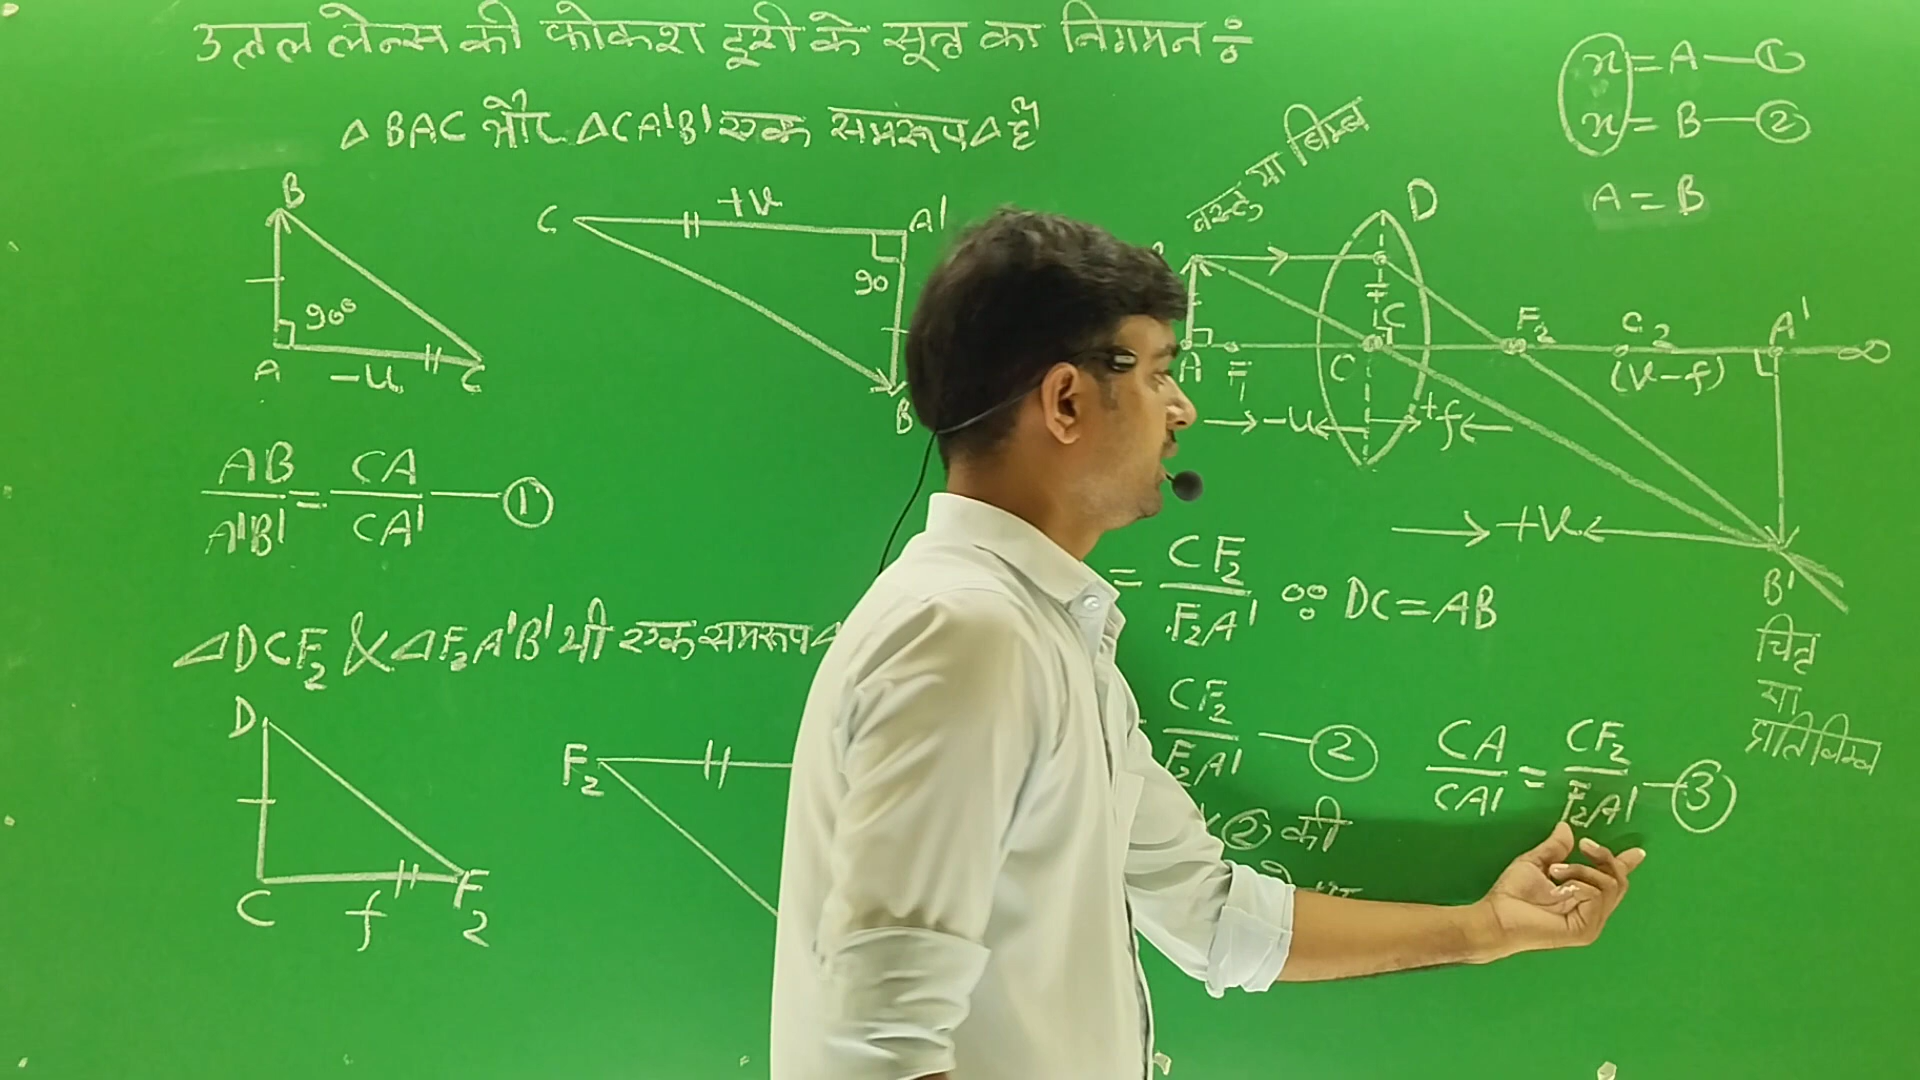 उत्तल लेन्स की फोकश दूरी के सूत्र का निगमन ÷
△ BAC और △CA'B' एक समरूप △ है
B
A
90°
-u
C
C
+v
A'
90
B
AB/A'B' = CA/CA' — ①
△DCF₂ & △F₂A'B' भी एक समरूप △
D
C
f
F₂
F₂
= CF₂/F₂A' ∵ DC = AB
CF₂/F₂A' — ②
② की
CA/CA' = CF₂/F₂A' — ③
x = A — ①
x = B — ②
A = B
वस्तु या बिम्ब
D
A
F₁
C
C
F₂
C₂
(v-f)
A'
∞
-u
+f
+v
B'
चित्र
या
प्रतिबिम्ब